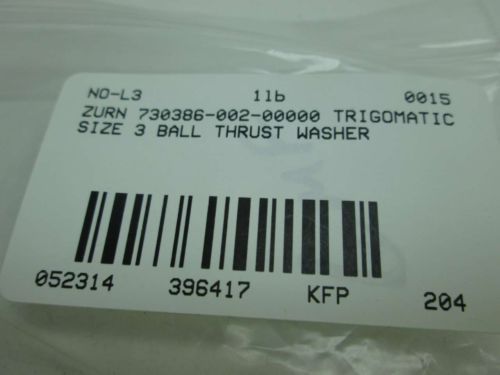 NO-L3 1lb 0015
ZURN 730386-002-00000 TRIGOMATIC
SIZE 3 BALL THRUST WASHER
052314 396417 KFP 204